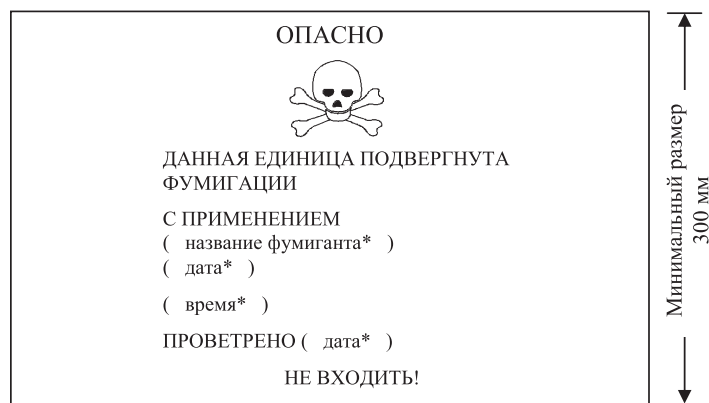 ОПАСНО
ДАННАЯ ЕДИНИЦА ПОДВЕРГНУТА
ФУМИГАЦИИ
С ПРИМЕНЕНИЕМ
( название фумиганта* )
( дата* )
( время* )
ПРОВЕТРЕНО ( дата* )
НЕ ВХОДИТЬ!
Минимальный размер
300 мм